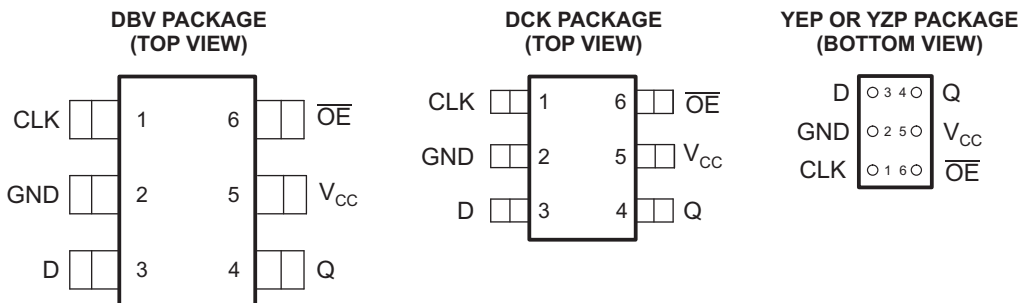 DBV PACKAGE
(TOP VIEW)
CLK 1 6 OE
GND 2 5 VCC
D 3 4 Q
DCK PACKAGE
(TOP VIEW)
CLK 1 6 OE
GND 2 5 VCC
D 3 4 Q
YEP OR YZP PACKAGE
(BOTTOM VIEW)
D 3 4 Q
GND 2 5 VCC
CLK 1 6 OE